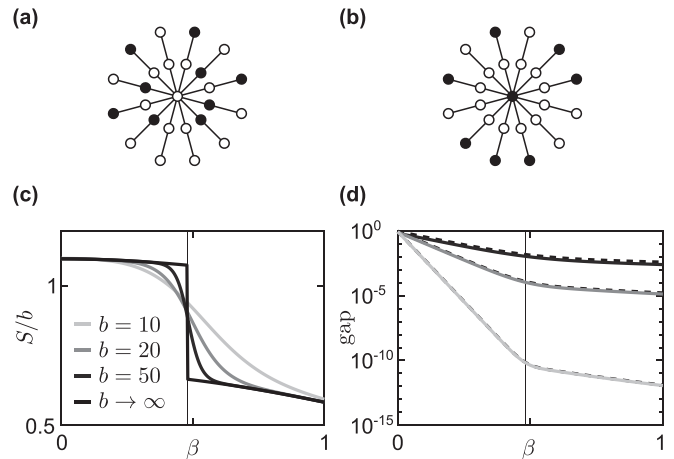 (a)
(b)
(c)
1
S/b
b = 10
b = 20
b = 50
b → ∞
0.5
0
β
1
(d)
10^0
10^-5
gap
10^-10
10^-15
0
β
1